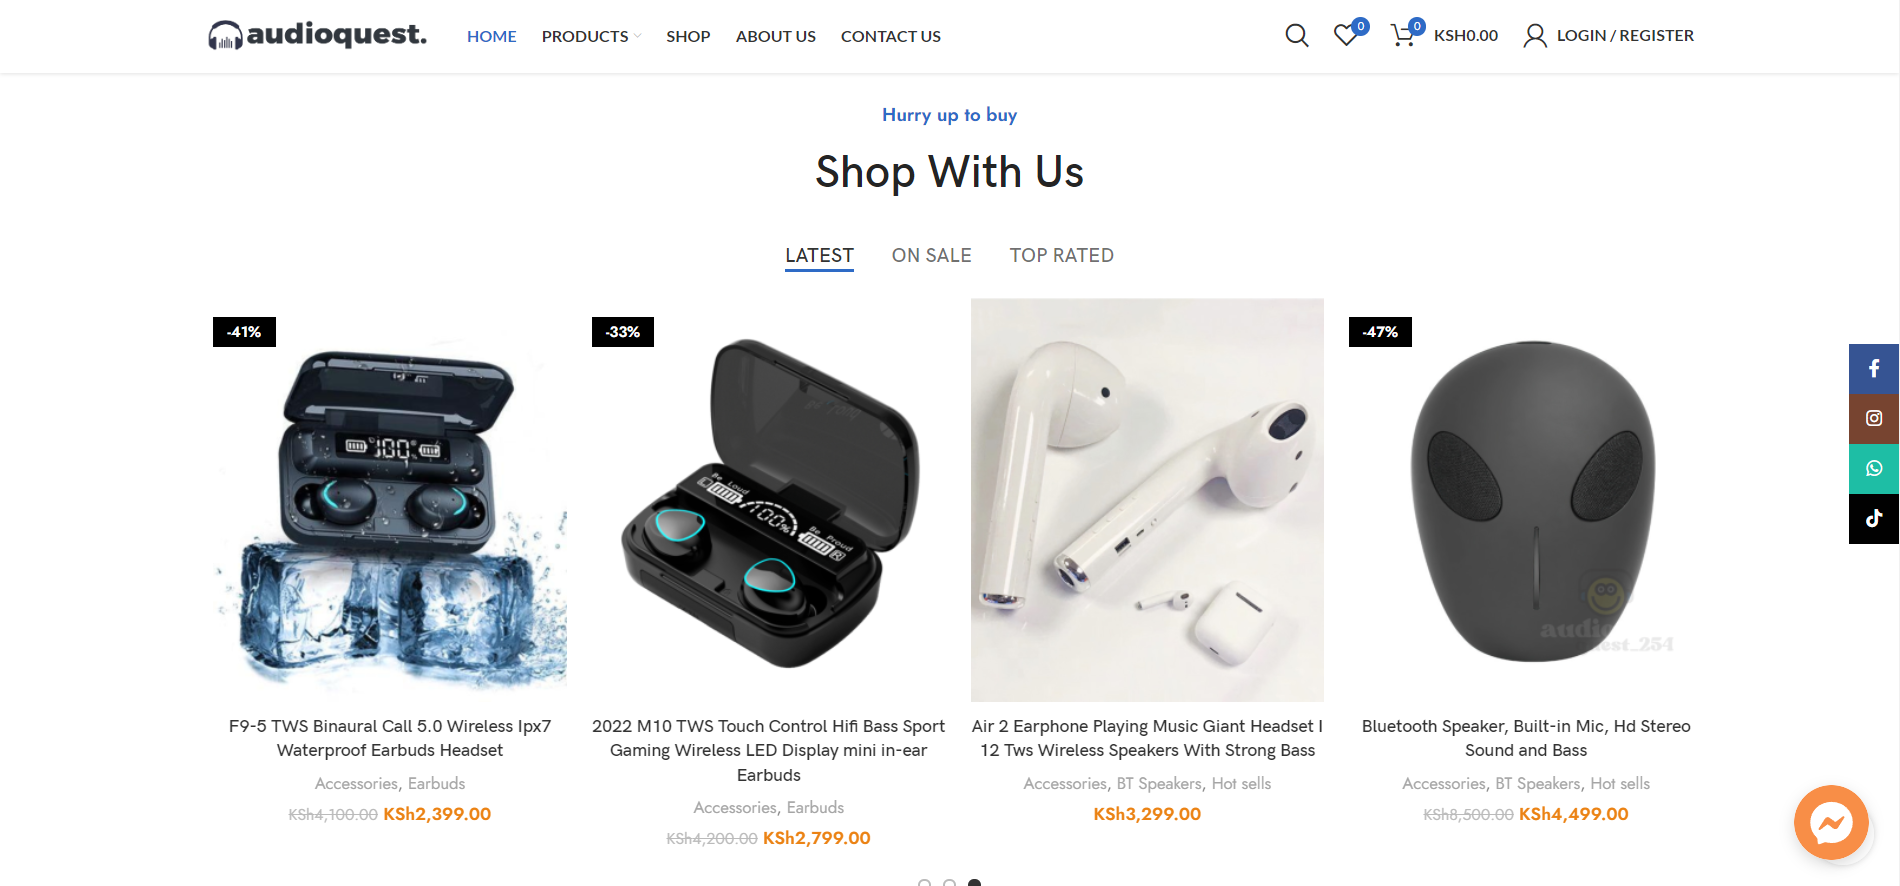 audioquest.
HOME PRODUCTS SHOP ABOUT US CONTACT US
0
0
KSH0.00
LOGIN / REGISTER
Hurry up to buy
Shop With Us
LATEST ON SALE TOP RATED
-41%
100
-33%
Be Loud
L
100%
Be Proud
R
-47%
F9-5 TWS Binaural Call 5.0 Wireless Ipx7
Waterproof Earbuds Headset
Accessories, Earbuds
KSh4,100.00 KSh2,399.00
2022 M10 TWS Touch Control Hifi Bass Sport
Gaming Wireless LED Display mini in-ear
Earbuds
Accessories, Earbuds
KSh4,200.00 KSh2,799.00
Air 2 Earphone Playing Music Giant Headset I
12 Tws Wireless Speakers With Strong Bass
Accessories, BT Speakers, Hot sells
KSh3,299.00
Bluetooth Speaker, Built-in Mic, Hd Stereo
Sound and Bass
Accessories, BT Speakers, Hot sells
KSh8,500.00 KSh4,499.00